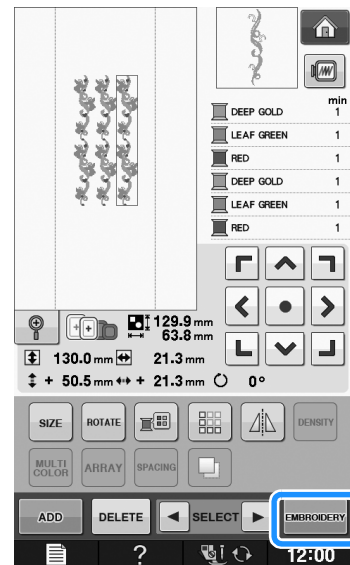 min
DEEP GOLD 1
LEAF GREEN 1
RED 1
DEEP GOLD 1
LEAF GREEN 1
RED 1
129.9 mm
63.8 mm
130.0 mm 21.3 mm
+ 50.5 mm + 21.3 mm 0°
SIZE ROTATE DENSITY
MULTI COLOR ARRAY SPACING
ADD DELETE SELECT EMBROIDERY
? 12:00